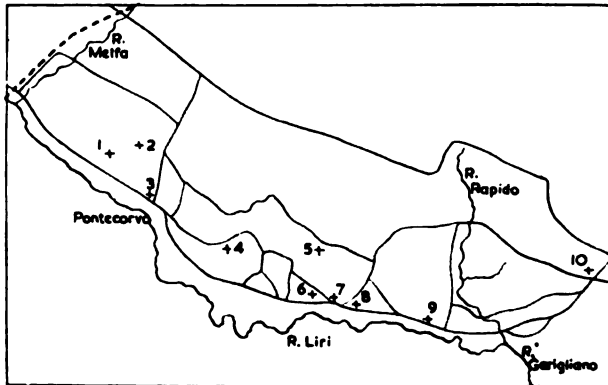 R.
Melfa
1
2
3
Pontecorvo
R.
Rapido
4
5
10
6
7
8
9
R. Liri
R.
Garigliano